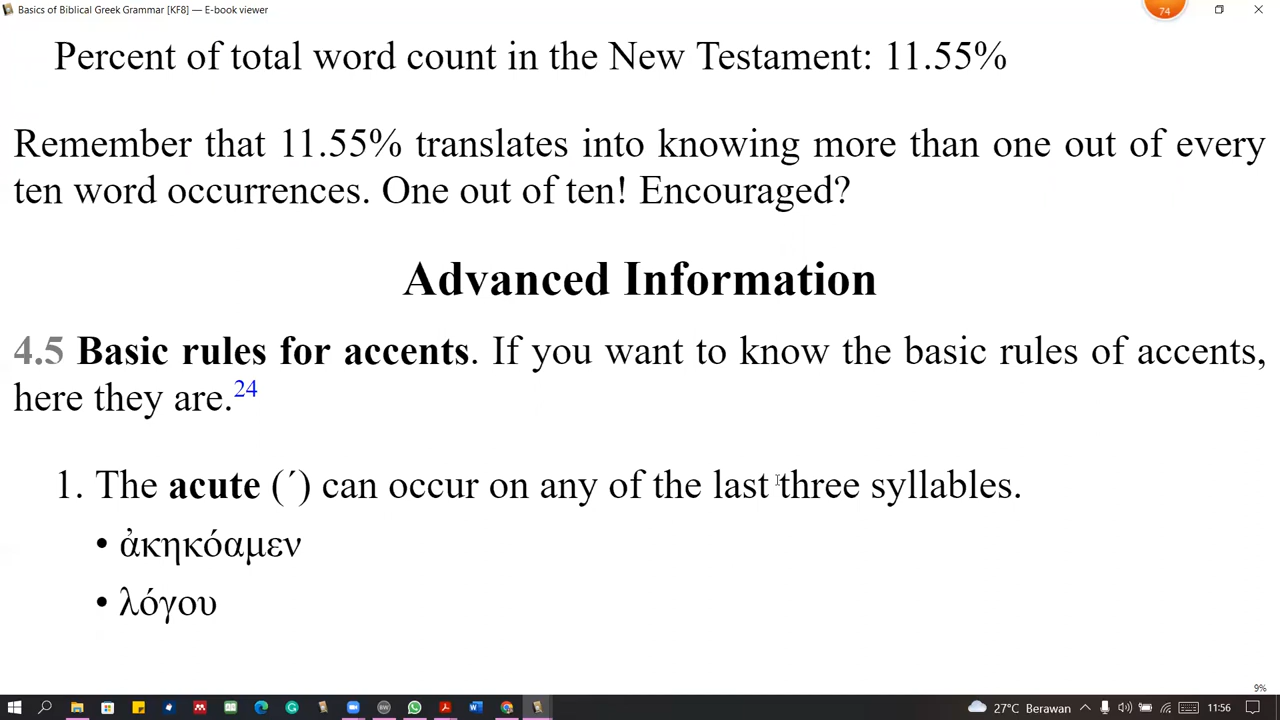 Basics of Biblical Greek Grammar [KF8] — E-book viewer
74
Percent of total word count in the New Testament: 11.55%
Remember that 11.55% translates into knowing more than one out of every
ten word occurrences. One out of ten! Encouraged?
Advanced Information
4.5 Basic rules for accents. If you want to know the basic rules of accents,
here they are.24
1. The acute (´) can occur on any of the last three syllables.
• ἀκηκόαμεν
• λόγου
9%
27°C Berawan 11:56